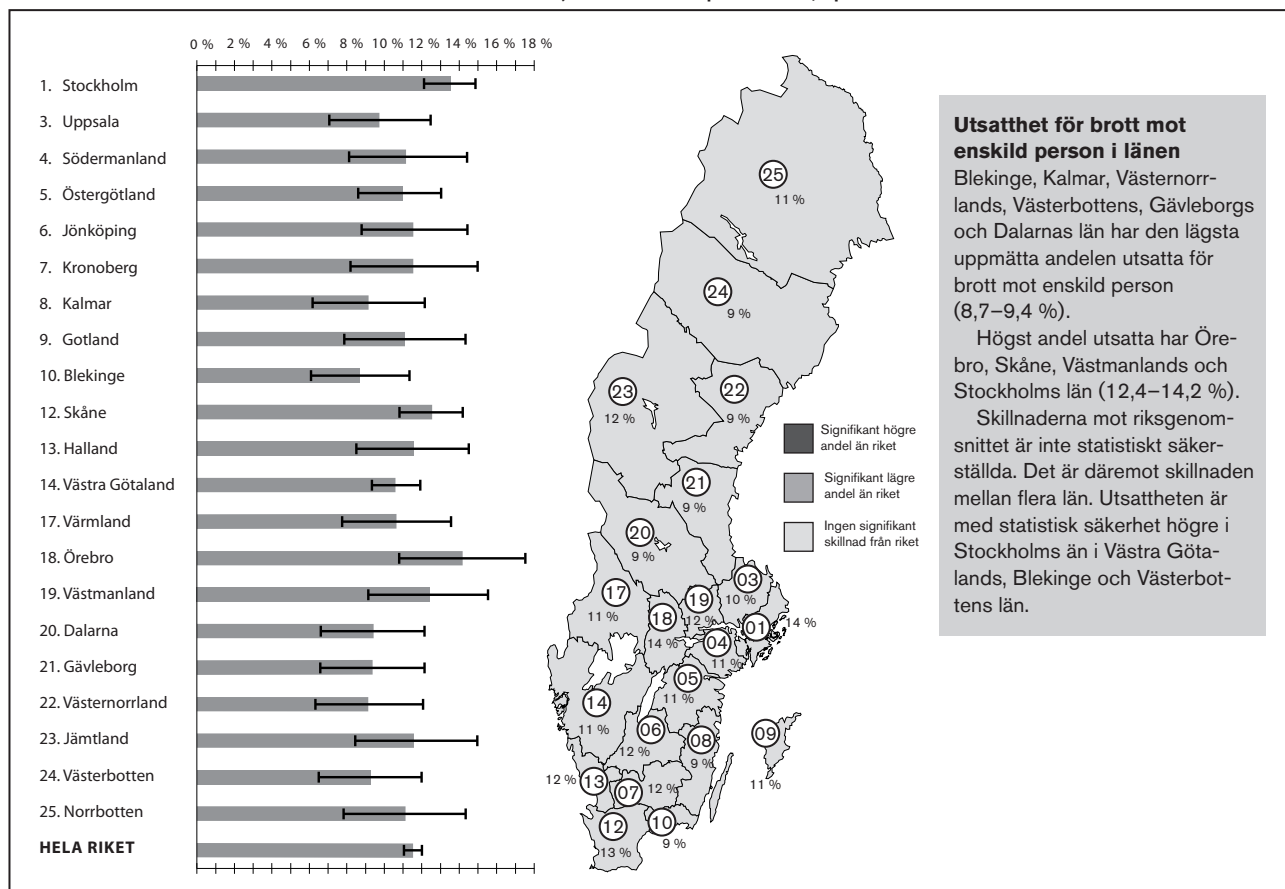 0 % 2 % 4 % 6 % 8 % 10 % 12 % 14 % 16 % 18 %
1. Stockholm
3. Uppsala
4. Södermanland
5. Östergötland
6. Jönköping
7. Kronoberg
8. Kalmar
9. Gotland
10. Blekinge
12. Skåne
13. Halland
14. Västra Götaland
17. Värmland
18. Örebro
19. Västmanland
20. Dalarna
21. Gävleborg
22. Västernorrland
23. Jämtland
24. Västerbotten
25. Norrbotten
HELA RIKET
25
11 %
24
9 %
23
12 %
22
9 %
21
9 %
20
9 %
03
10 %
17
11 %
19
12 %
18
14 %
01
14 %
04
11 %
05
11 %
14
11 %
06
12 %
08
9 %
09
11 %
13
12 %
07
12 %
12
13 %
10
9 %
Signifikant högre
andel än riket
Signifikant lägre
andel än riket
Ingen signifikant
skillnad från riket
Utsatthet för brott mot
enskild person i länen
Blekinge, Kalmar, Västernorr-
lands, Västerbottens, Gävleborgs
och Dalarnas län har den lägsta
uppmätta andelen utsatta för
brott mot enskild person
(8,7–9,4 %).
Högst andel utsatta har Öre-
bro, Skåne, Västmanlands och
Stockholms län (12,4–14,2 %).
Skillnaderna mot riksgenom-
snittet är inte statistiskt säker-
ställda. Det är däremot skillnaden
mellan flera län. Utsattheten är
med statistisk säkerhet högre i
Stockholms än i Västra Göta-
lands, Blekinge och Västerbot-
tens län.